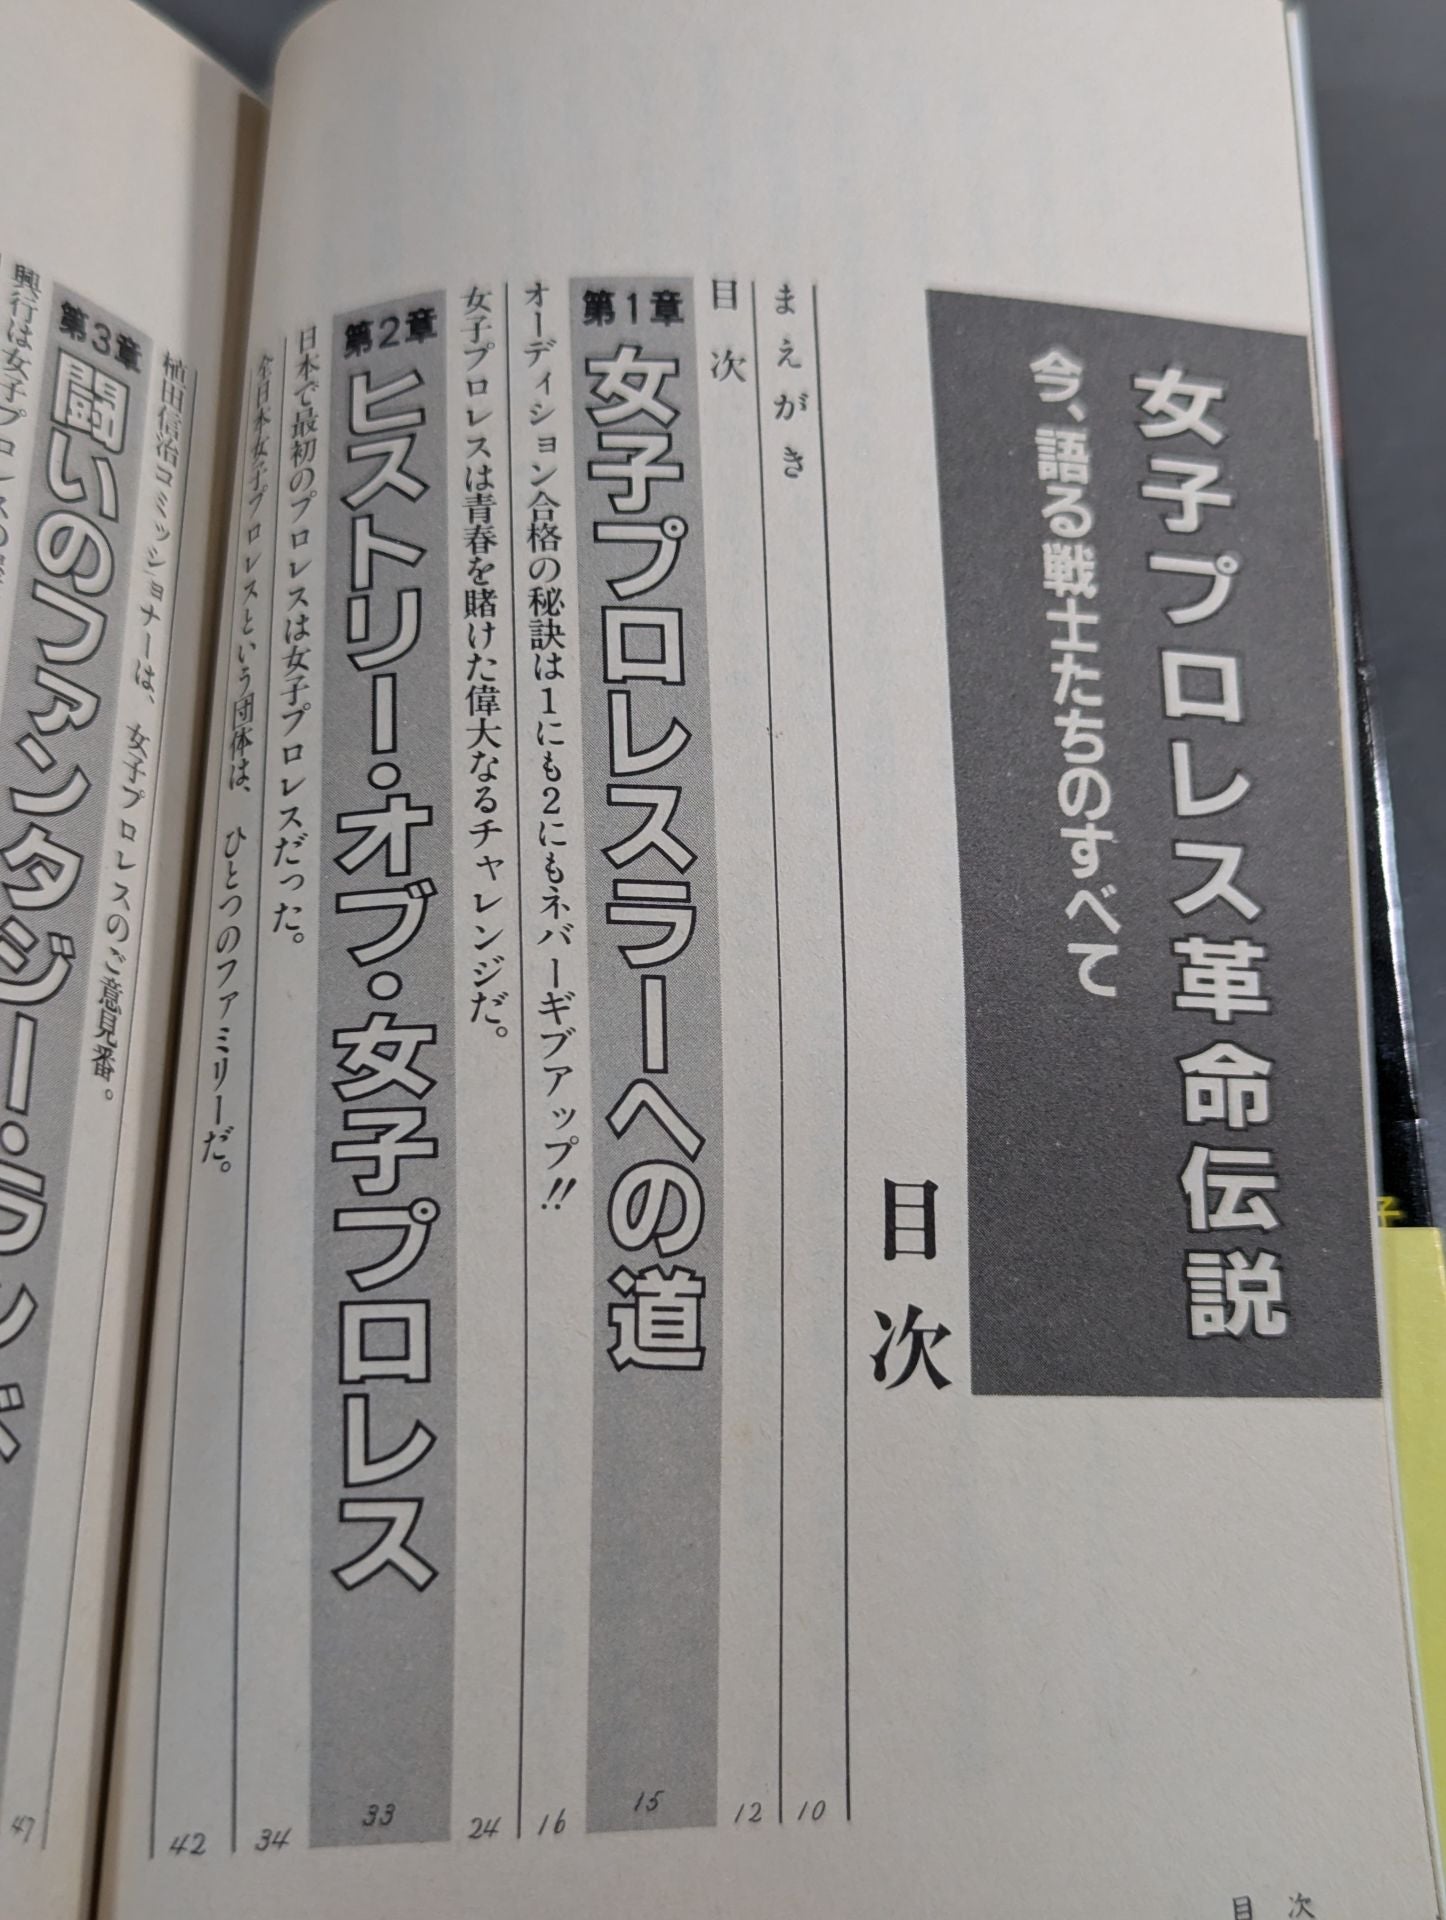 女子プロレス革命伝説
今、語る戦士たちのすべて
目次
まえがき 10
目次 12
第1章 女子プロレスラーへの道 15
オーディション合格の秘訣は1にも2にもネバーギブアップ!! 16
女子プロレスは青春を賭けた偉大なるチャレンジだ。 24
第2章 ヒストリー・オブ・女子プロレス 33
日本で最初のプロレスは女子プロレスだった。 34
全日本女子プロレスという団体は、ひとつのファミリーだ。 42
植田信治コミッショナーは、女子プロレスのご意見番。
第3章 闘いのファンタジー・ランド 47
興行は女子プロレスの
目次
子